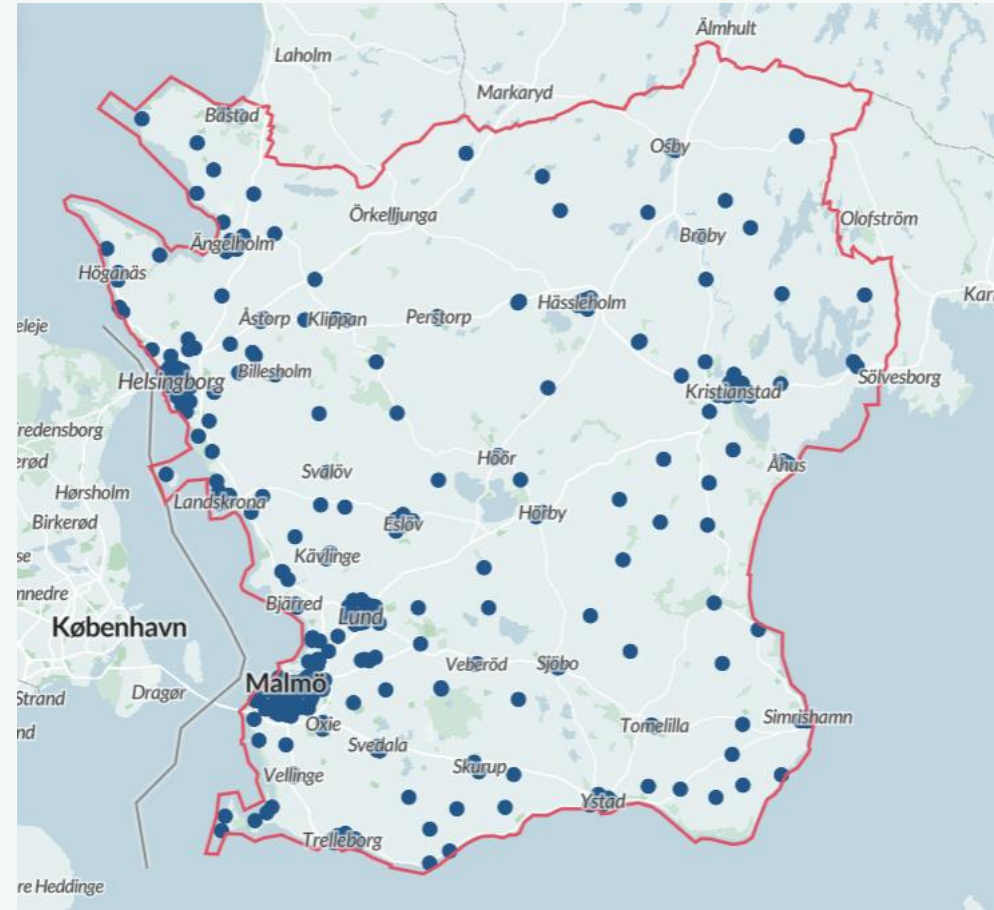 Älmhult
Laholm
Markaryd
Båstad
Osby
Örkelljunga
Olofström
Broby
Ängelholm
Höganäs
Kar
Hässleholm
Åstorp
Klippan
Perstorp
eleje
Billesholm
Helsingborg
Sölvesborg
Kristianstad
redensborg
erød
Höör
Åhus
Svalöv
Hørsholm
Landskrona
Hörby
Birkerød
Eslöv
se
Kävlinge
nnedre
Bjärred
Lund
København
Veberöd
Sjöbo
Malmö
Dragør
Strand
Simrishamn
Oxie
Tomelilla
nd
Svedala
Skurup
Vellinge
Ystad
Trelleborg
re Heddinge